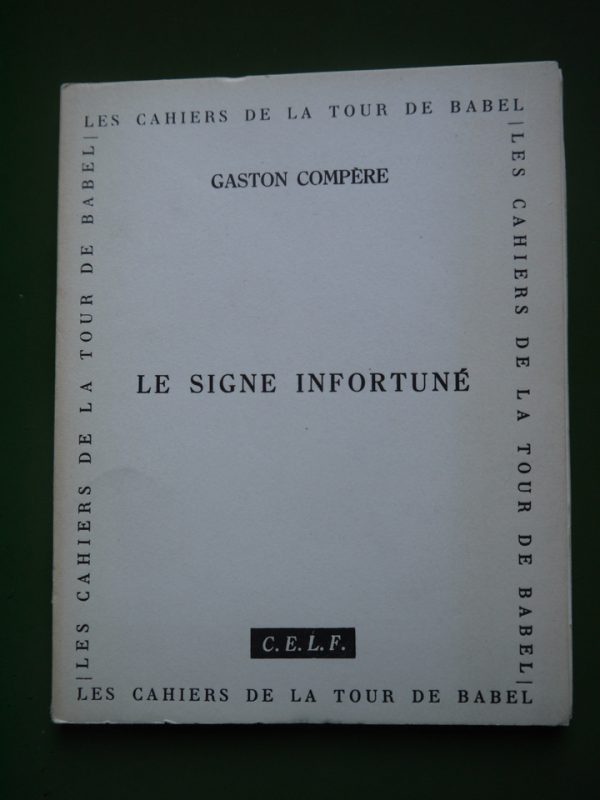 LES CAHIERS DE LA TOUR DE BABEL
GASTON COMPÈRE
LE SIGNE INFORTUNÉ
C.E.L.F.
|LES CAHIERS DE LA TOUR DE BABEL|
|LES CAHIERS DE LA TOUR DE BABEL|
LES CAHIERS DE LA TOUR DE BABEL